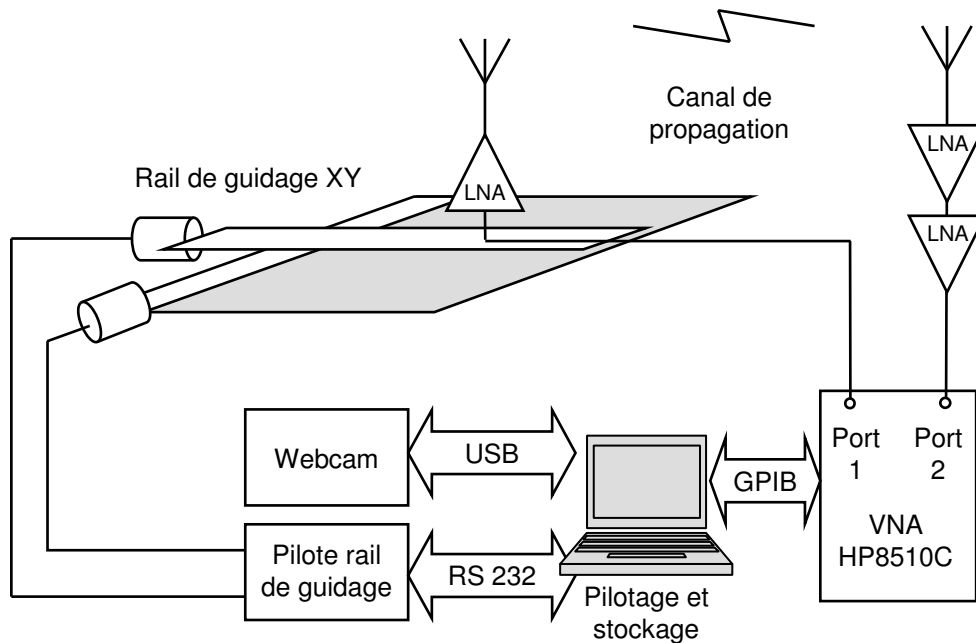 Canal de
propagation
LNA
Rail de guidage XY
LNA
LNA
Port
1
Port
2
VNA
HP8510C
Webcam
USB
GPIB
Pilote rail
de guidage
RS 232
Pilotage et
stockage